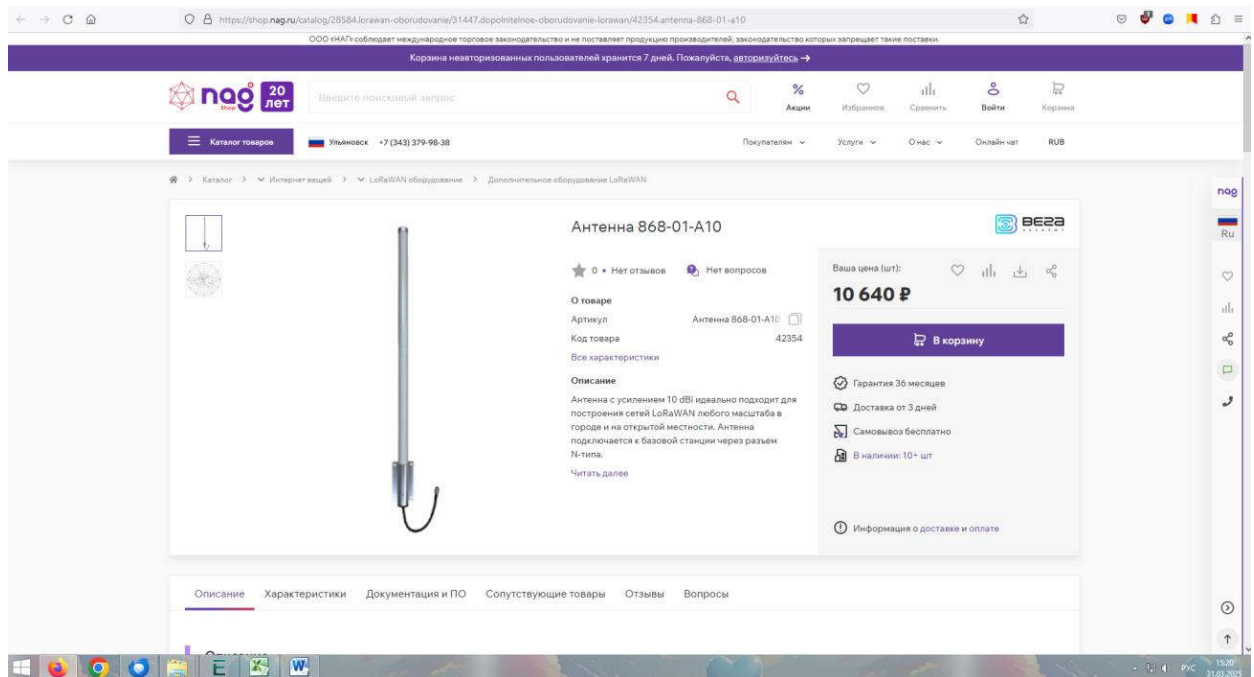 https://shop.nag.ru/catalog/28584.lorawan-oborudovanie/31447.dopolnitelnoe-oborudovanie-lorawan/42354.antenna-868-01-a10
ООО «НАГ» соблюдает международное торговое законодательство и не поставляет продукцию производителей, законодательство которых запрещает такие поставки.
Корзина неавторизованных пользователей хранится 7 дней. Пожалуйста, авторизуйтесь →
nag Shop 20 лет
Введите поисковый запрос
Акции Избранное Сравнить Войти Корзина
Каталог товаров
Ульяновск +7 (343) 379-98-38
Покупателям Услуги О нас Онлайн чат RUB
Каталог > Интернет вещей > LoRaWAN оборудование > Дополнительное оборудование LoRaWAN
nag
Ru
Антенна 868-01-A10
ВЕГА
0 • Нет отзывов Нет вопросов
О товаре
Артикул Антенна 868-01-A10
Код товара 42354
Все характеристики
Описание
Антенна с усилением 10 dBi идеально подходит для
построения сетей LoRaWAN любого масштаба в
городе и на открытой местности. Антенна
подключается к базовой станции через разъем
N-типа.
Читать далее
Ваша цена (шт):
10 640 ₽
В корзину
Гарантия 36 месяцев
Доставка от 3 дней
Самовывоз бесплатно
В наличии: 10+ шт
Информация о доставке и оплате
Описание Характеристики Документация и ПО Сопутствующие товары Отзывы Вопросы
Описание
РУС 15:20
31.03.2025